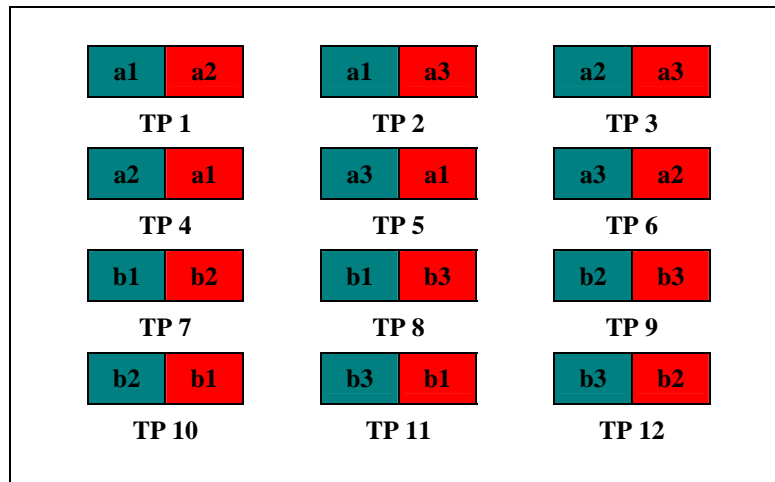 a1 a2 a1 a3 a2 a3
TP 1 TP 2 TP 3
a2 a1 a3 a1 a3 a2
TP 4 TP 5 TP 6
b1 b2 b1 b3 b2 b3
TP 7 TP 8 TP 9
b2 b1 b3 b1 b3 b2
TP 10 TP 11 TP 12